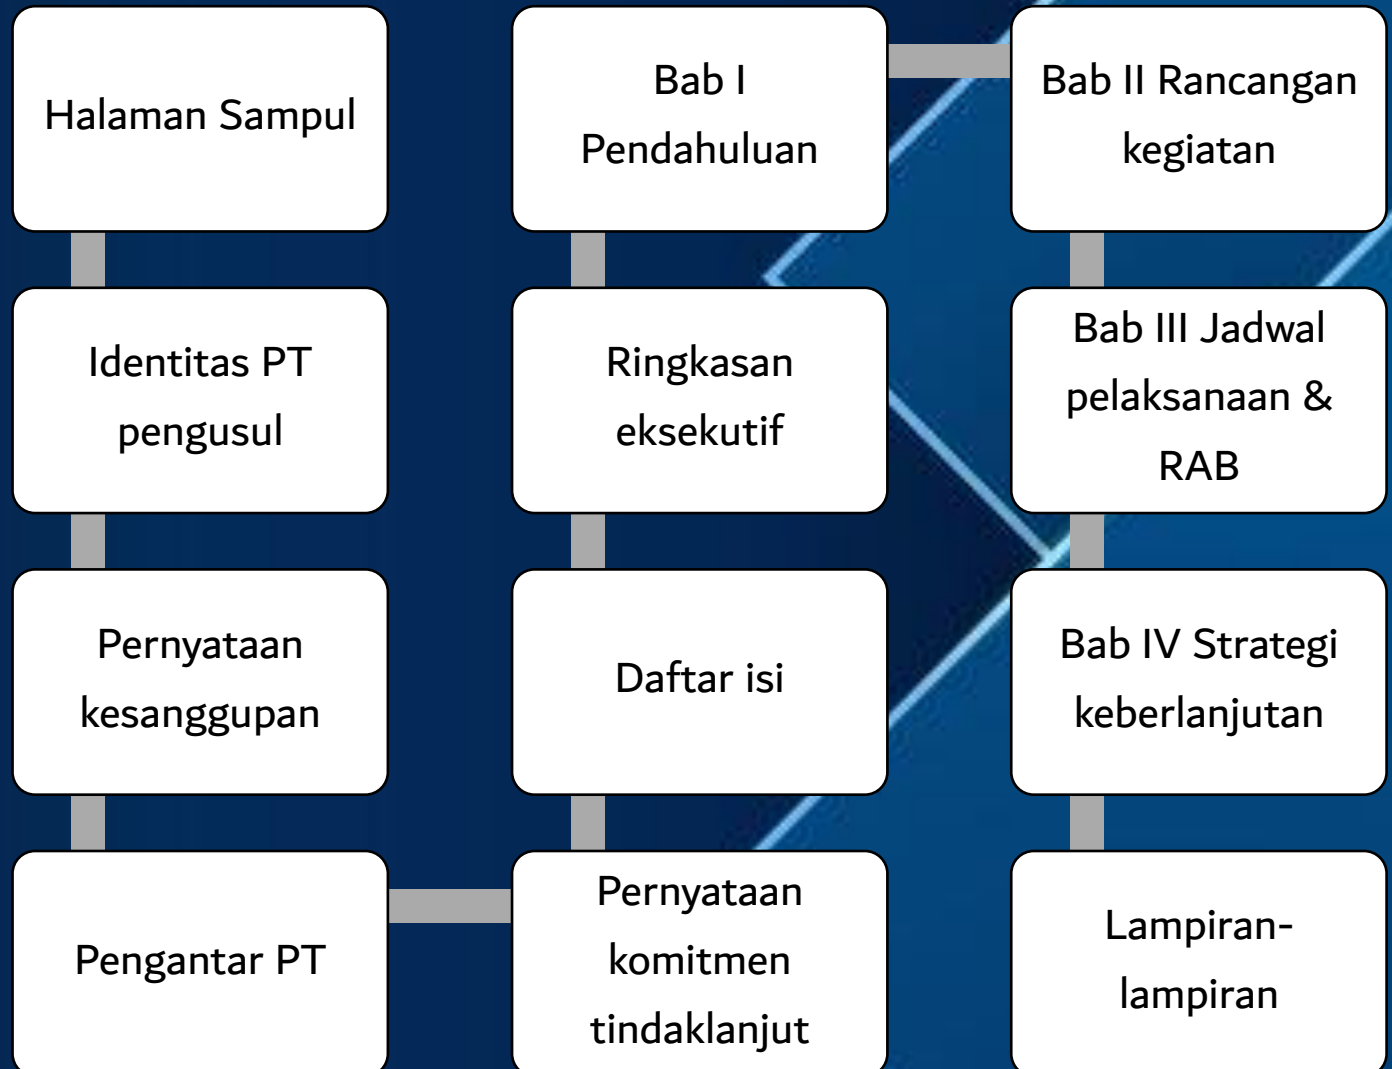 Halaman Sampul
Identitas PT
pengusul
Pernyataan
kesanggupan
Pengantar PT
Pernyataan
komitmen
tindaklanjut
Daftar isi
Ringkasan
eksekutif
Bab I
Pendahuluan
Bab II Rancangan
kegiatan
Bab III Jadwal
pelaksanaan &
RAB
Bab IV Strategi
keberlanjutan
Lampiran-
lampiran